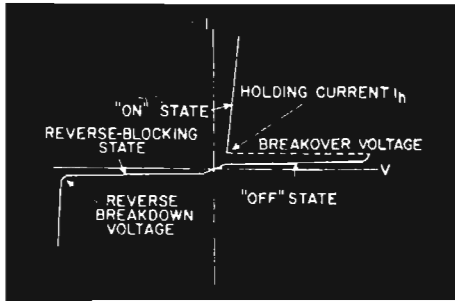 I
"ON" STATE
HOLDING CURRENT Ih
REVERSE-BLOCKING
STATE
BREAKOVER VOLTAGE
V
REVERSE
BREAKDOWN
VOLTAGE
"OFF" STATE